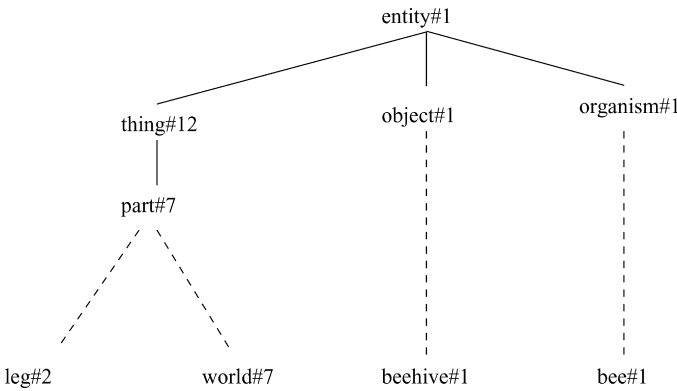 entity#1
thing#12
object#1
organism#1
part#7
leg#2
world#7
beehive#1
bee#1